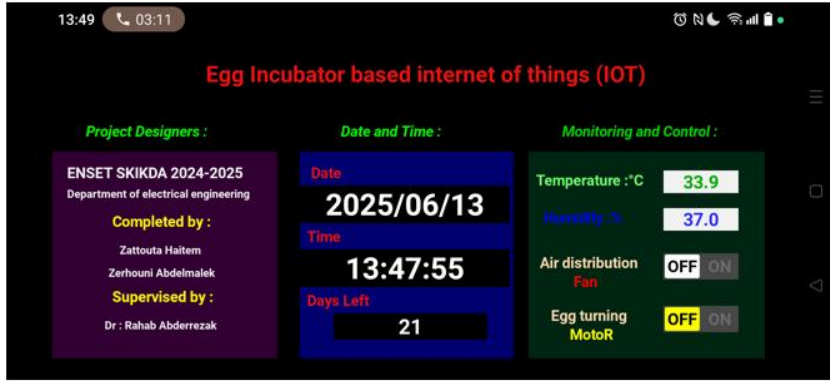 13:49 03:11
Egg Incubator based internet of things (IOT)
Project Designers :
ENSET SKIKDA 2024-2025
Department of electrical engineering
Completed by :
Zattouta Haitem
Zerhouni Abdelmalek
Supervised by :
Dr : Rahab Abderrezak
Date and Time :
Date
2025/06/13
Time
13:47:55
Days Left
21
Monitoring and Control :
Temperature :°C 33.9
Humidity :% 37.0
Air distribution OFF ON
Fan
Egg turning OFF ON
MotoR